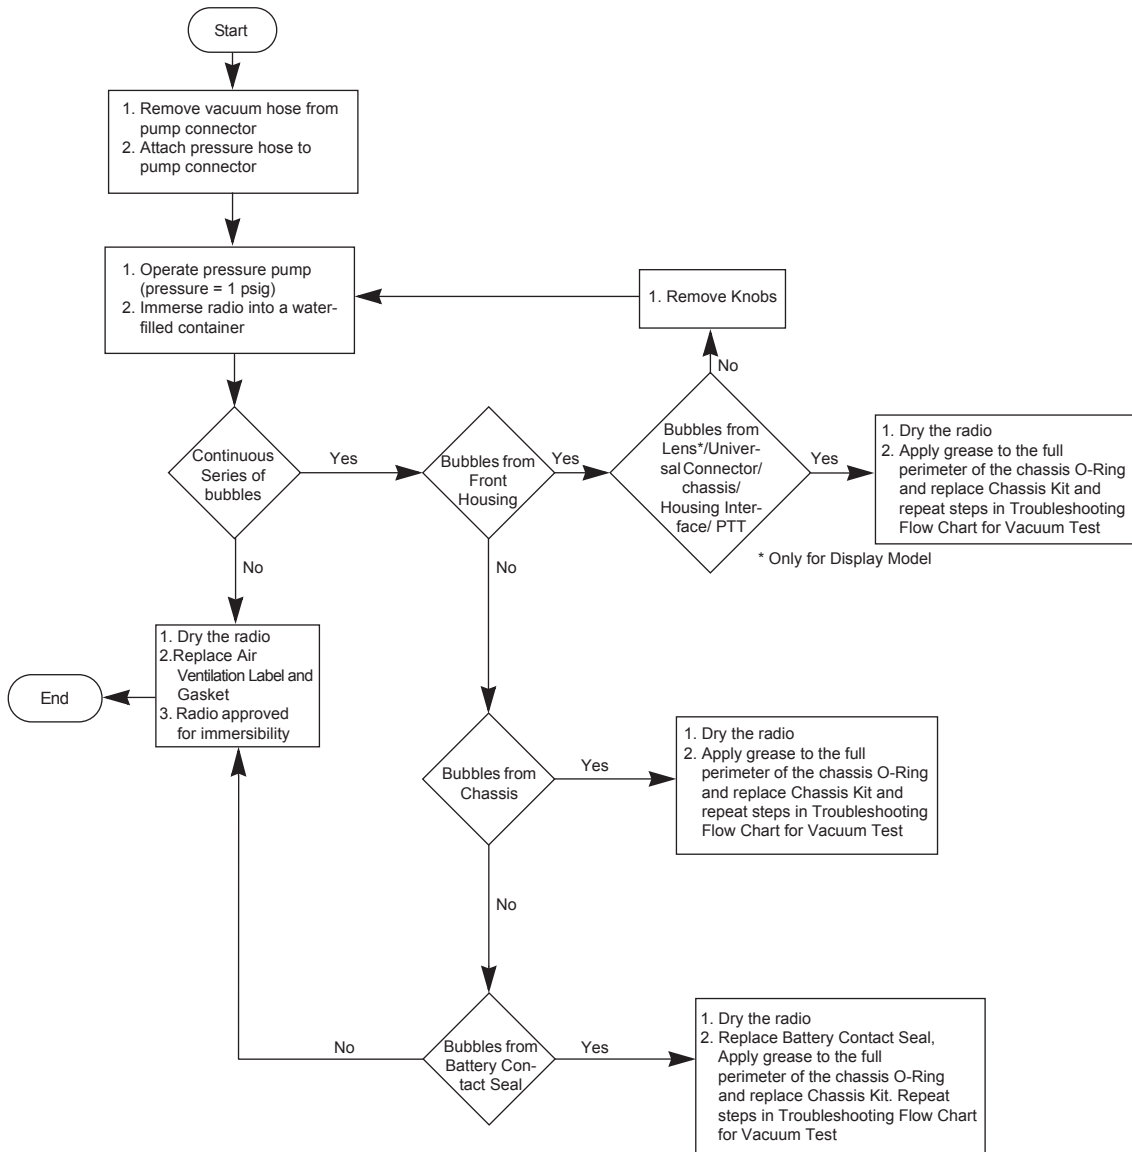 Start
1. Remove vacuum hose from
pump connector
2. Attach pressure hose to
pump connector
1. Operate pressure pump
(pressure = 1 psig)
2. Immerse radio into a water-
filled container
1. Remove Knobs
No
Continuous
Series of
bubbles
Yes
Bubbles from
Front
Housing
Yes
Bubbles from
Lens*/Univer-
sal Connector/
chassis/
Housing Inter-
face/ PTT
Yes
1. Dry the radio
2. Apply grease to the full
perimeter of the chassis O-Ring
and replace Chassis Kit and
repeat steps in Troubleshooting
Flow Chart for Vacuum Test
* Only for Display Model
No
No
1. Dry the radio
2.Replace Air
Ventilation Label and
Gasket
3. Radio approved
for immersibility
End
Bubbles from
Chassis
Yes
1. Dry the radio
2. Apply grease to the full
perimeter of the chassis O-Ring
and replace Chassis Kit and
repeat steps in Troubleshooting
Flow Chart for Vacuum Test
No
No
Bubbles from
Battery Con-
tact Seal
Yes
1. Dry the radio
2. Replace Battery Contact Seal,
Apply grease to the full
perimeter of the chassis O-Ring
and replace Chassis Kit. Repeat
steps in Troubleshooting Flow Chart
for Vacuum Test